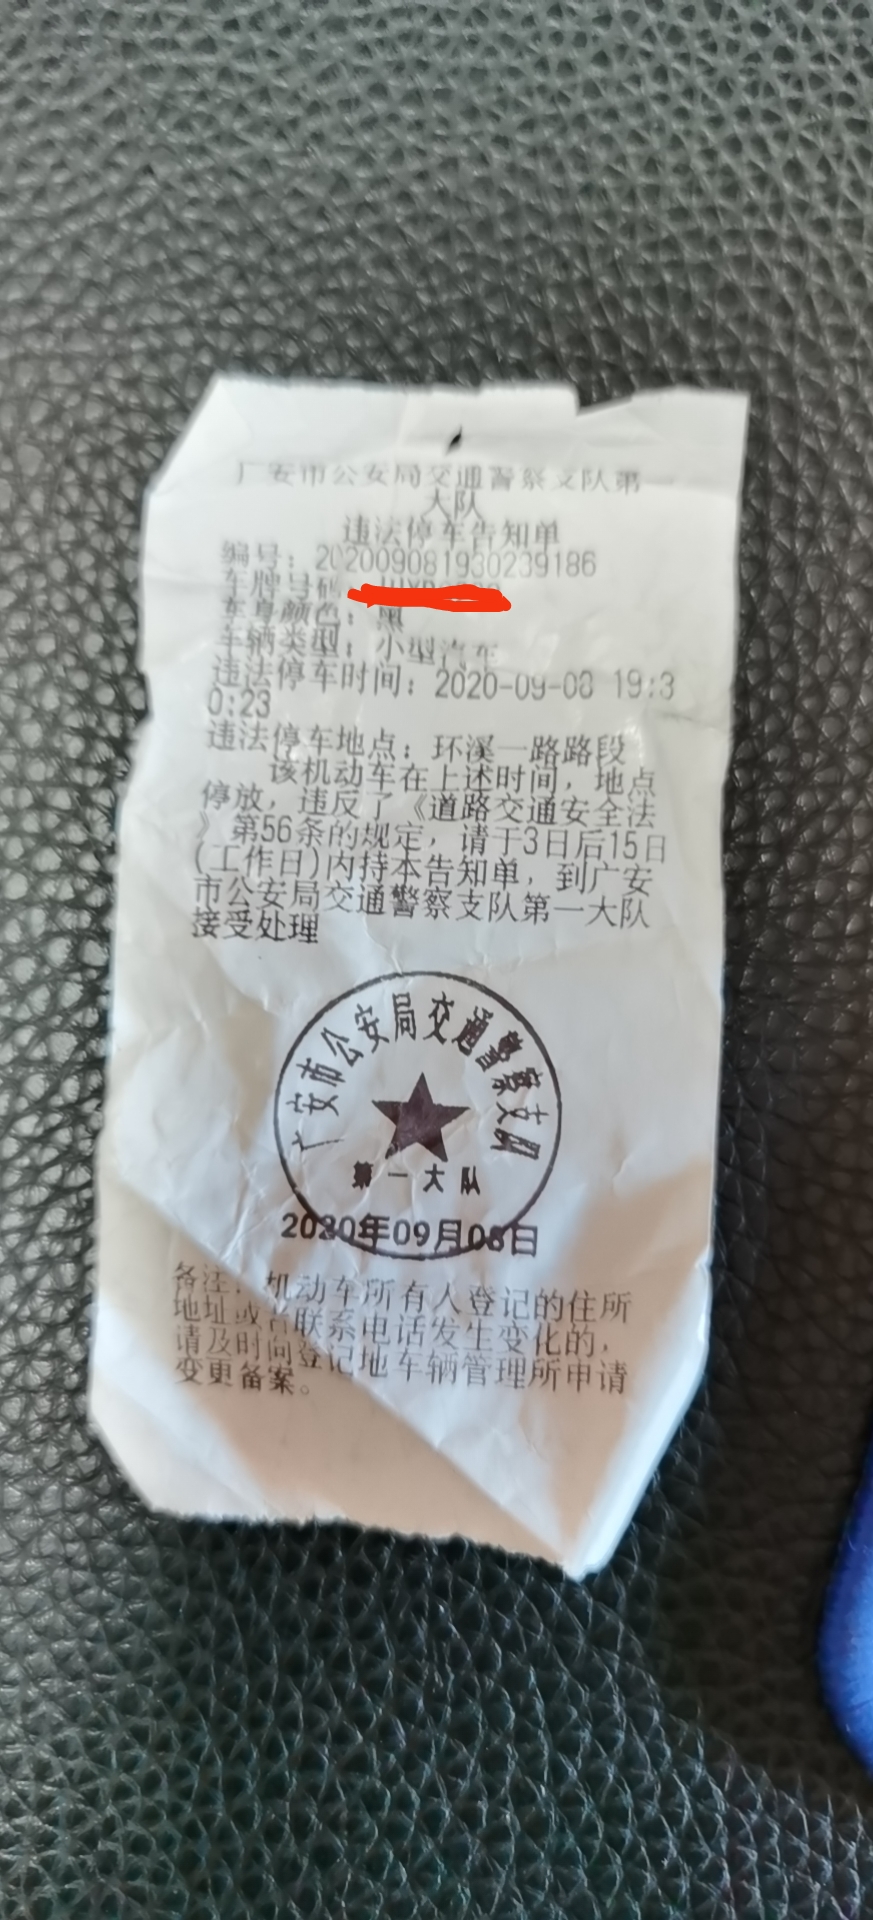 广安市公安局交通警察支队第一
大队
违法停车告知单
编号：202009081930239186
车牌号码：
车身颜色：黑
车辆类型：小型汽车
违法停车时间：2020-09-08 19:3
0:23
违法停车地点：环溪一路路段
该机动车在上述时间，地点
停放，违反了《道路交通安全法
》第56条的规定，请于3日后15日
(工作日)内持本告知单，到广安
市公安局交通警察支队第一大队
接受处理
广安市公安局交通警察支队
第一大队
2020年09月08日
备注：机动车所有人登记的住所
地址或者联系电话发生变化的，
请及时向登记地车辆管理所申请
变更备案。